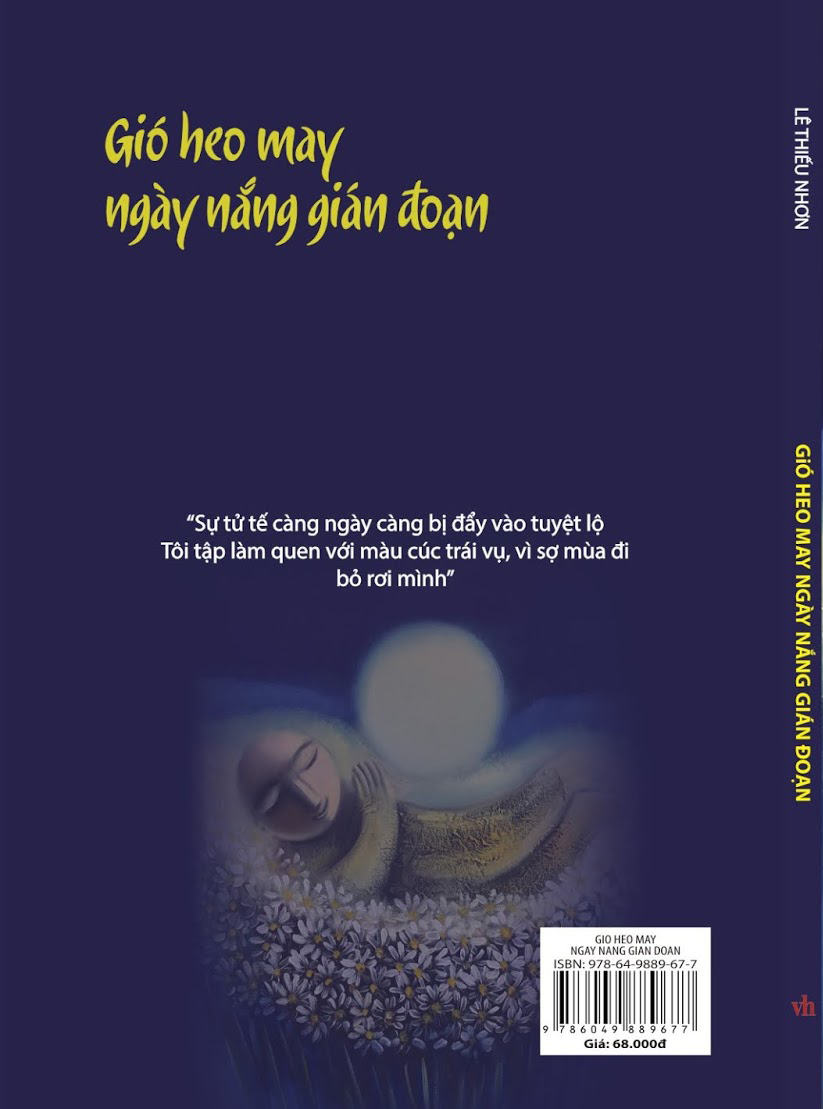 Gió heo may
ngày nắng gián đoạn
LÊ THIẾU NHƠN
GIÓ HEO MAY NGÀY NẮNG GIÁN ĐOẠN
“Sự tử tế càng ngày càng bị đẩy vào tuyệt lộ
Tôi tập làm quen với màu cúc trái vụ, vì sợ mùa đi
bỏ rơi mình”
GIO HEO MAY
NGAY NANG GIAN DOAN
ISBN: 978-64-9889-67-7
9 786049 889677
Giá: 68.000đ
vh